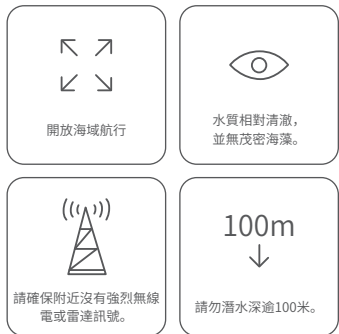 開放海域航行
水質相對清澈，
並無茂密海藻。
請確保附近沒有強烈無線
電或雷達訊號。
100m
請勿潛水深逾100米。